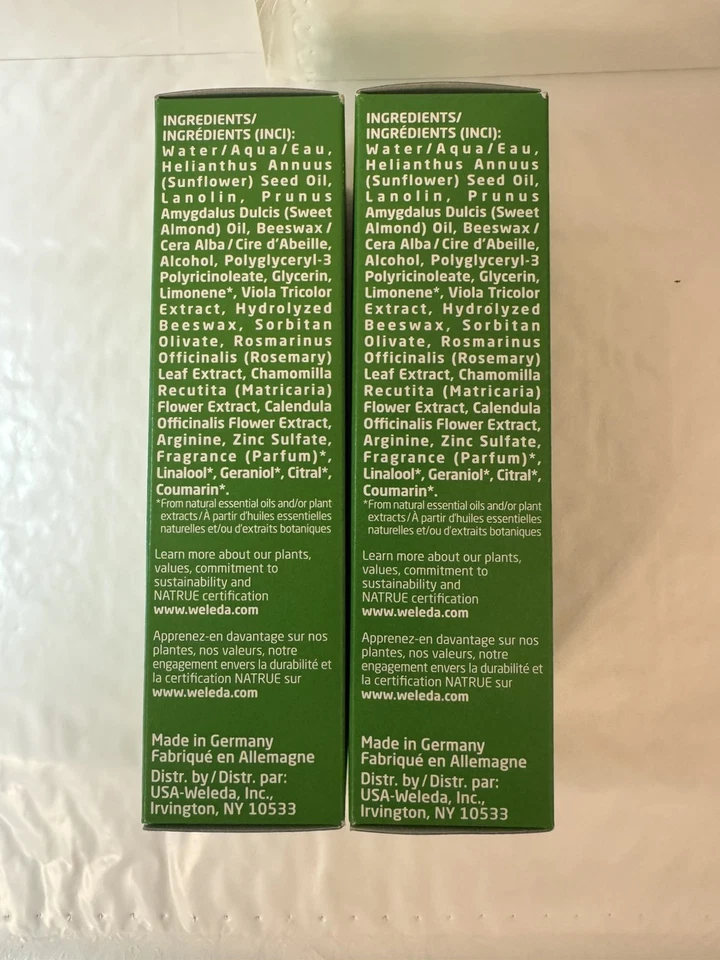 INGREDIENTS/
INGRÉDIENTS (INCI):
Water/Aqua/Eau,
Helianthus Annuus
(Sunflower) Seed Oil,
Lanolin, Prunus
Amygdalus Dulcis (Sweet
Almond) Oil, Beeswax/
Cera Alba/Cire d'Abeille,
Alcohol, Polyglyceryl-3
Polyricinoleate, Glycerin,
Limonene*, Viola Tricolor
Extract, Hydrolyzed
Beeswax, Sorbitan
Olivate, Rosmarinus
Officinalis (Rosemary)
Leaf Extract, Chamomilla
Recutita (Matricaria)
Flower Extract, Calendula
Officinalis Flower Extract,
Arginine, Zinc Sulfate,
Fragrance (Parfum)*,
Linalool*, Geraniol*, Citral*,
Coumarin*.
*From natural essential oils and/or plant
extracts/À partir d'huiles essentielles
naturelles et/ou d'extraits botaniques
Learn more about our plants,
values, commitment to
sustainability and
NATRUE certification
www.weleda.com
Apprenez-en davantage sur nos
plantes, nos valeurs, notre
engagement envers la durabilité et
la certification NATRUE sur
www.weleda.com
Made in Germany
Fabriqué en Allemagne
Distr. by/Distr. par:
USA-Weleda, Inc.,
Irvington, NY 10533
INGREDIENTS/
INGRÉDIENTS (INCI):
Water/Aqua/Eau,
Helianthus Annuus
(Sunflower) Seed Oil,
Lanolin, Prunus
Amygdalus Dulcis (Sweet
Almond) Oil, Beeswax/
Cera Alba/Cire d'Abeille,
Alcohol, Polyglyceryl-3
Polyricinoleate, Glycerin,
Limonene*, Viola Tricolor
Extract, Hydrolyzed
Beeswax, Sorbitan
Olivate, Rosmarinus
Officinalis (Rosemary)
Leaf Extract, Chamomilla
Recutita (Matricaria)
Flower Extract, Calendula
Officinalis Flower Extract,
Arginine, Zinc Sulfate,
Fragrance (Parfum)*,
Linalool*, Geraniol*, Citral*,
Coumarin*.
*From natural essential oils and/or plant
extracts/À partir d'huiles essentielles
naturelles et/ou d'extraits botaniques
Learn more about our plants,
values, commitment to
sustainability and
NATRUE certification
www.weleda.com
Apprenez-en davantage sur nos
plantes, nos valeurs, notre
engagement envers la durabilité et
la certification NATRUE sur
www.weleda.com
Made in Germany
Fabriqué en Allemagne
Distr. by/Distr. par:
USA-Weleda, Inc.,
Irvington, NY 10533